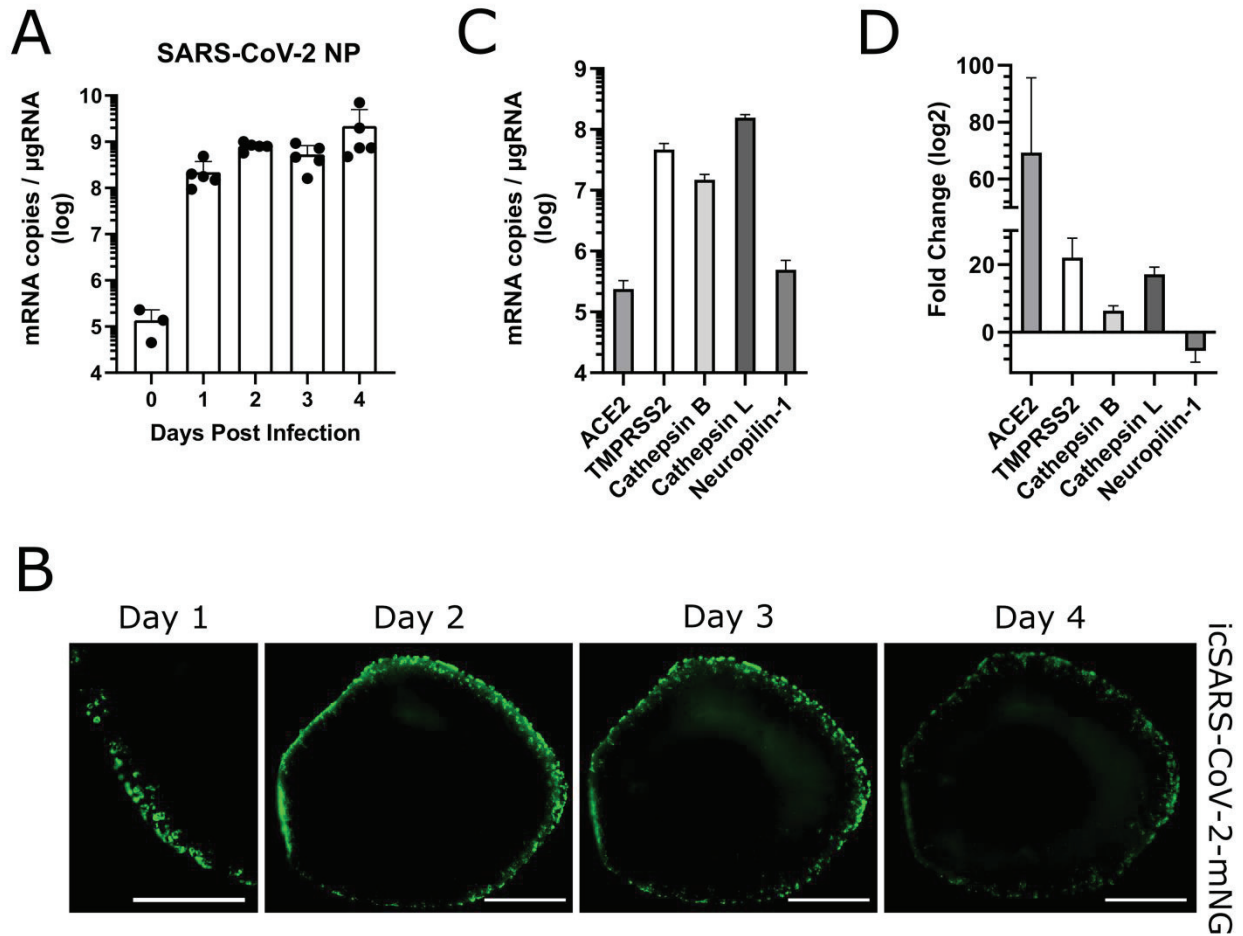 A
SARS-CoV-2 NP
mRNA copies / µgRNA
(log)
10
9
8
7
6
5
4
0 1 2 3 4
Days Post Infection
C
mRNA copies / µgRNA
(log)
9
8
7
6
5
4
ACE2
TMPRSS2
Cathepsin B
Cathepsin L
Neuropilin-1
D
Fold Change (log2)
100
80
60
20
0
ACE2
TMPRSS2
Cathepsin B
Cathepsin L
Neuropilin-1
B
Day 1 Day 2 Day 3 Day 4
icSARS-CoV-2-mNG